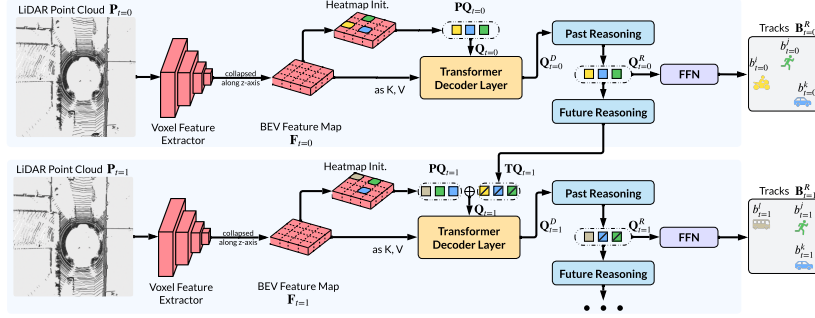 LiDAR Point Cloud P_{t=0}
Heatmap Init.
PQ_{t=0}
Q_{t=0}
Past Reasoning
Tracks B^R_{t=0}
b^i_{t=0}
b^j_{t=0}
b^k_{t=0}
collapsed
along z-axis
as K, V
Transformer
Decoder Layer
Q^D_{t=0}
Q^R_{t=0}
FFN
Future Reasoning
Voxel Feature
Extractor
BEV Feature Map
F_{t=0}
LiDAR Point Cloud P_{t=1}
Heatmap Init.
PQ_{t=1}
TQ_{t=1}
⊕
Q_{t=1}
Past Reasoning
Tracks B^R_{t=1}
b^l_{t=1}
b^j_{t=1}
b^k_{t=1}
collapsed
along z-axis
as K, V
Transformer
Decoder Layer
Q^D_{t=1}
Q^R_{t=1}
FFN
Future Reasoning
Voxel Feature
Extractor
BEV Feature Map
F_{t=1}
• • •